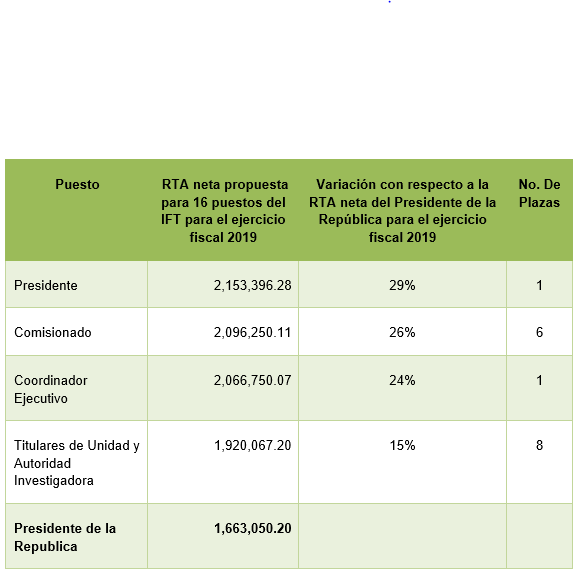 Puesto
RTA neta propuesta
para 16 puestos del
IFT para el ejercicio
fiscal 2019
Variación con respecto a la
RTA neta del Presidente de la
República para el ejercicio
fiscal 2019
No. De
Plazas
Presidente 2,153,396.28 29% 1
Comisionado 2,096,250.11 26% 6
Coordinador 2,066,750.07 24% 1
Ejecutivo
Titulares de Unidad y 1,920,067.20 15% 8
Autoridad
Investigadora
Presidente de la 1,663,050.20
Republica